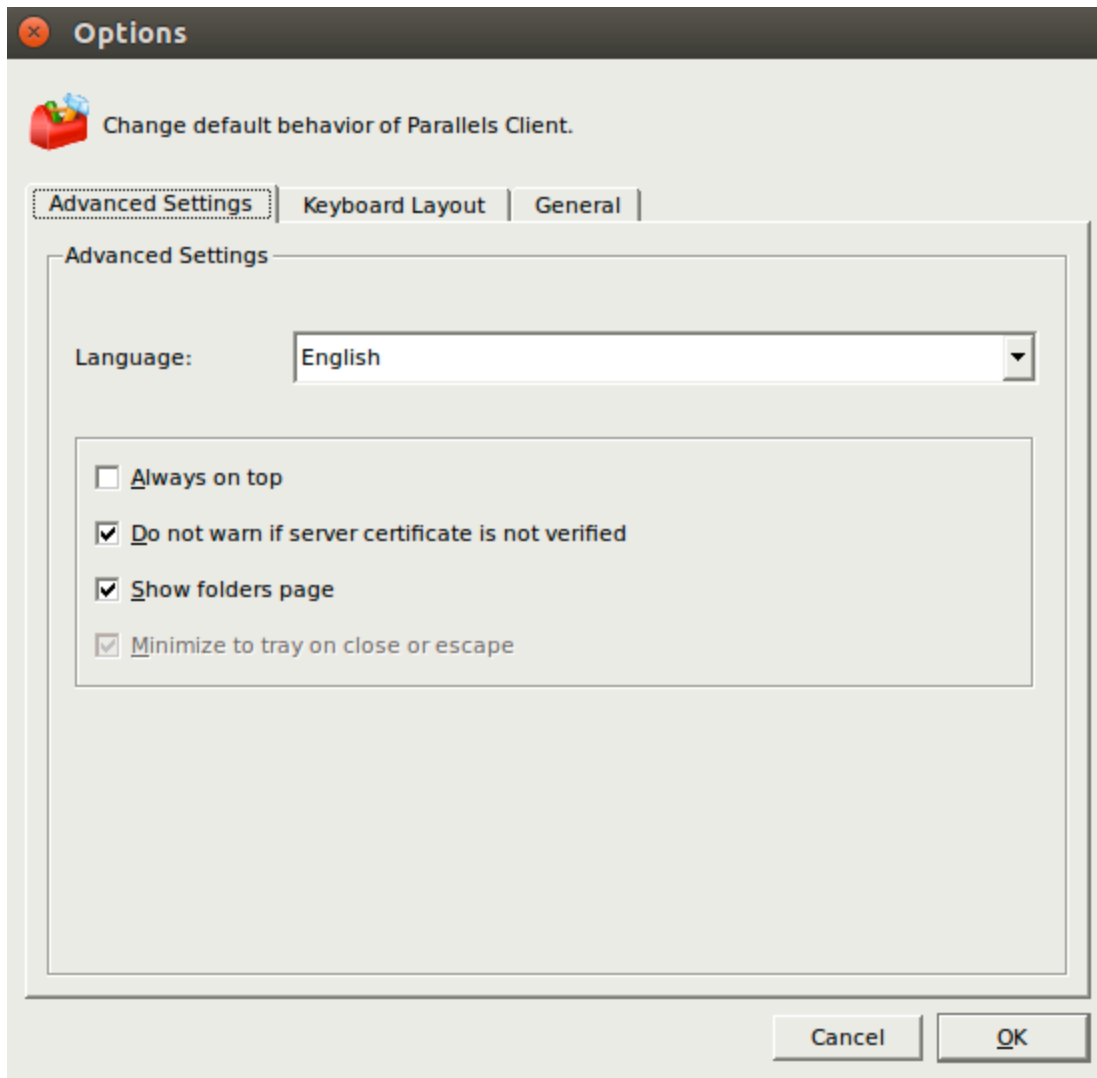 Options
Change default behavior of Parallels Client.
Advanced Settings
Keyboard Layout
General
Advanced Settings
Language:
English
Always on top
Do not warn if server certificate is not verified
Show folders page
Minimize to tray on close or escape
Cancel
OK